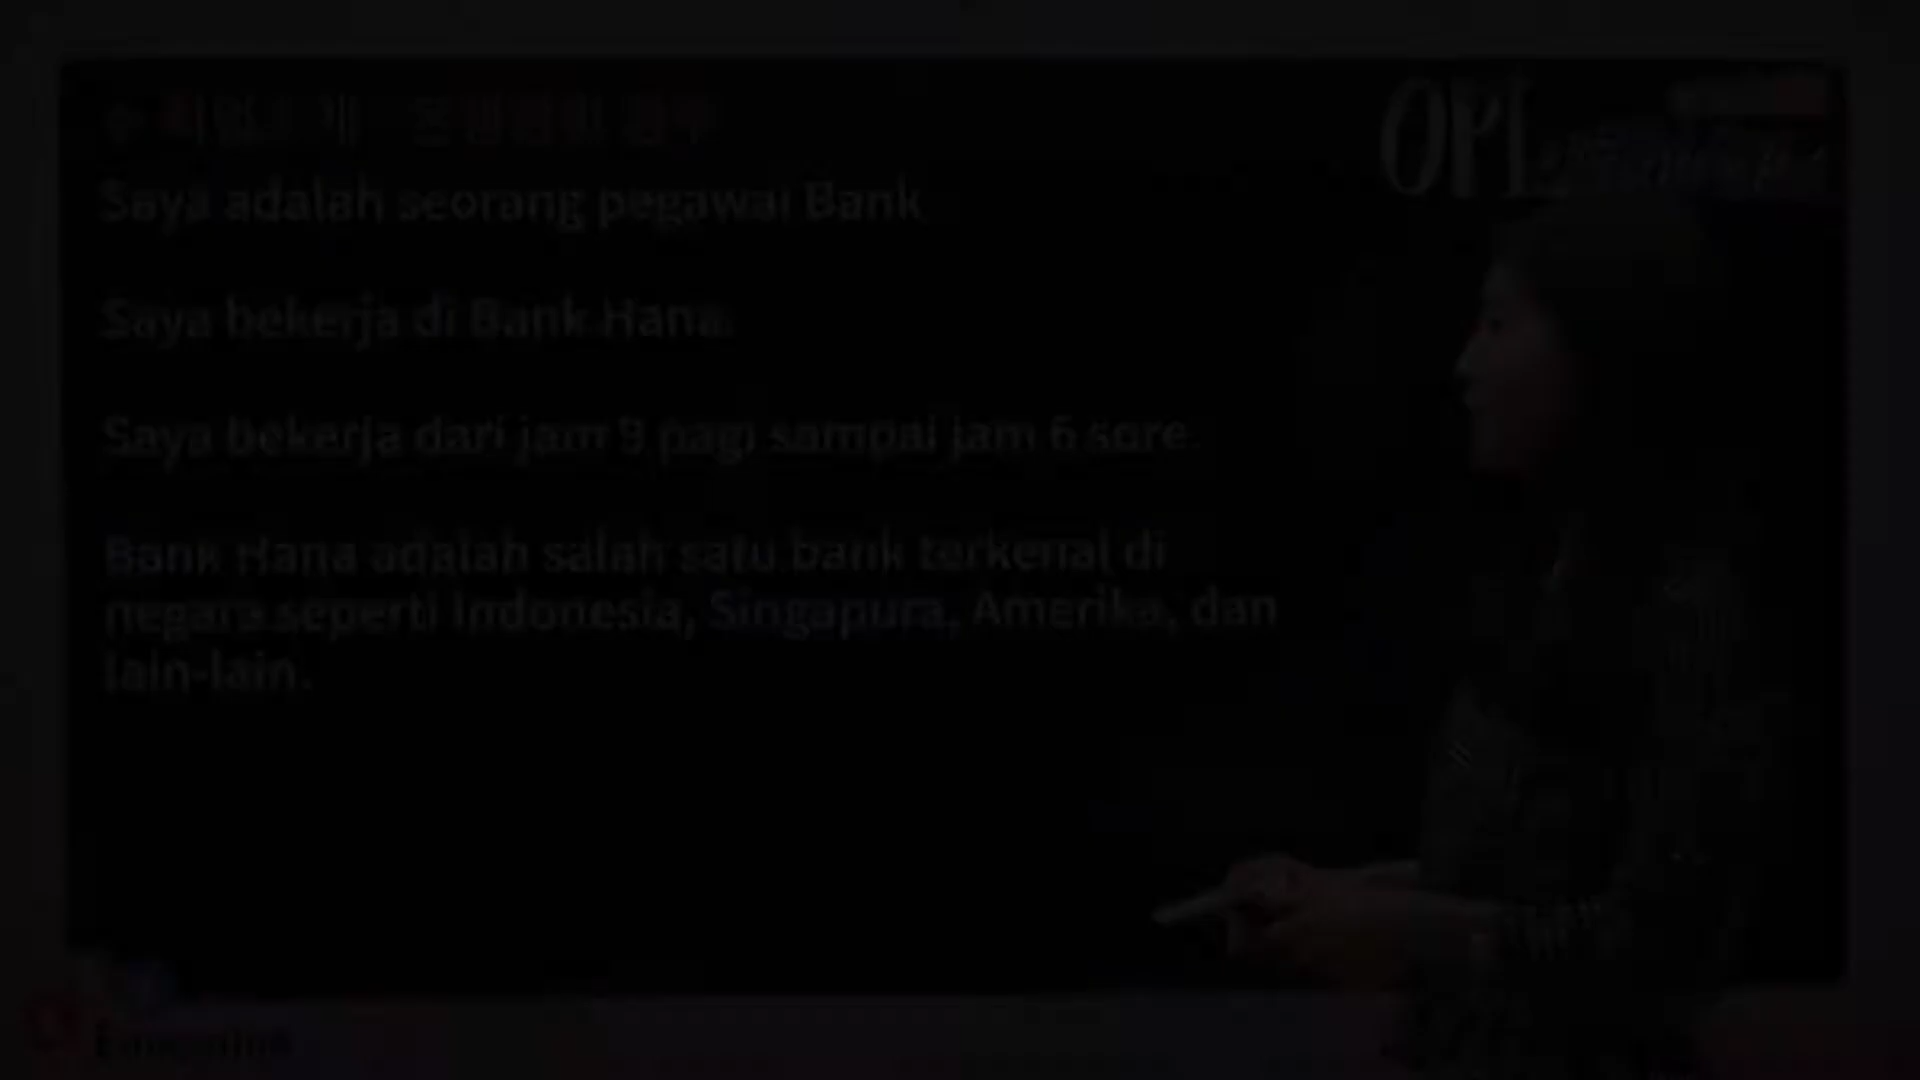 Saya adalah seorang pegawai Bank
OPI
Saya bekerja di Bank Hana.
Saya bekerja dari jam 9 pagi sampai jam 6 sore.
Bank Hana adalah salah satu bank terkenal di
negara seperti Indonesia, Singapura, Amerika, dan
lain-lain.